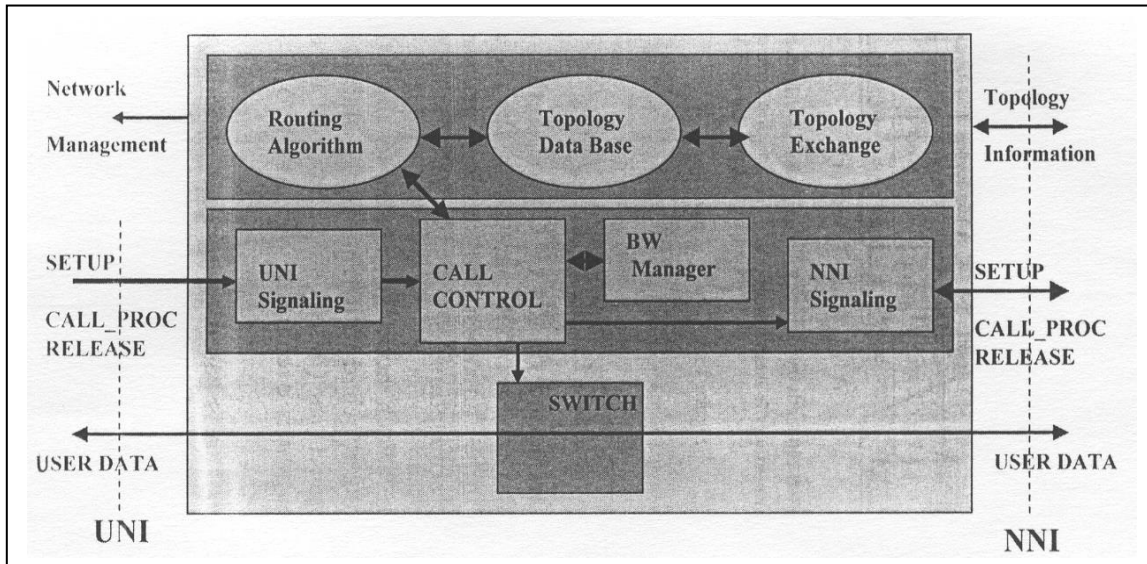 Network
Management
Routing
Algorithm
Topology
Data Base
Topology
Exchange
Topology
Information
SETUP
CALL_PROC
RELEASE
UNI
Signaling
CALL
CONTROL
BW
Manager
NNI
Signaling
SETUP
CALL_PROC
RELEASE
SWITCH
USER DATA
USER DATA
UNI
NNI